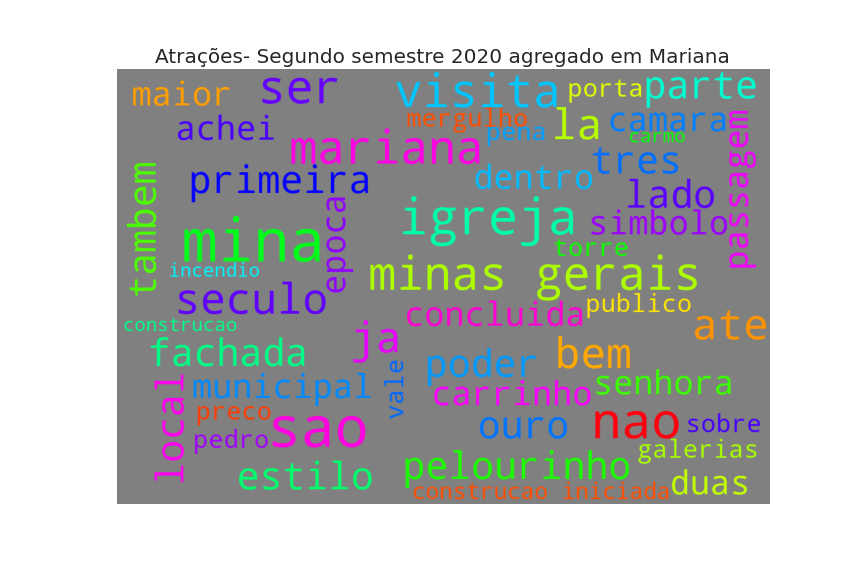 Atrações- Segundo semestre 2020 agregado em Mariana
maior
ser
visita
porta
parte
achei
mergulho
pena
la
camara
carmo
mariana
tres
passagem
primeira
dentro
lado
tambem
epoca
igreja
simbolo
mina
torre
incendio
minas gerais
seculo
concluida
publico
construcao
ja
ate
fachada
poder
bem
municipal
vale
carrinho
senhora
local
preco
sao
ouro
nao
sobre
pedro
galerias
estilo
pelourinho
duas
construcao iniciada